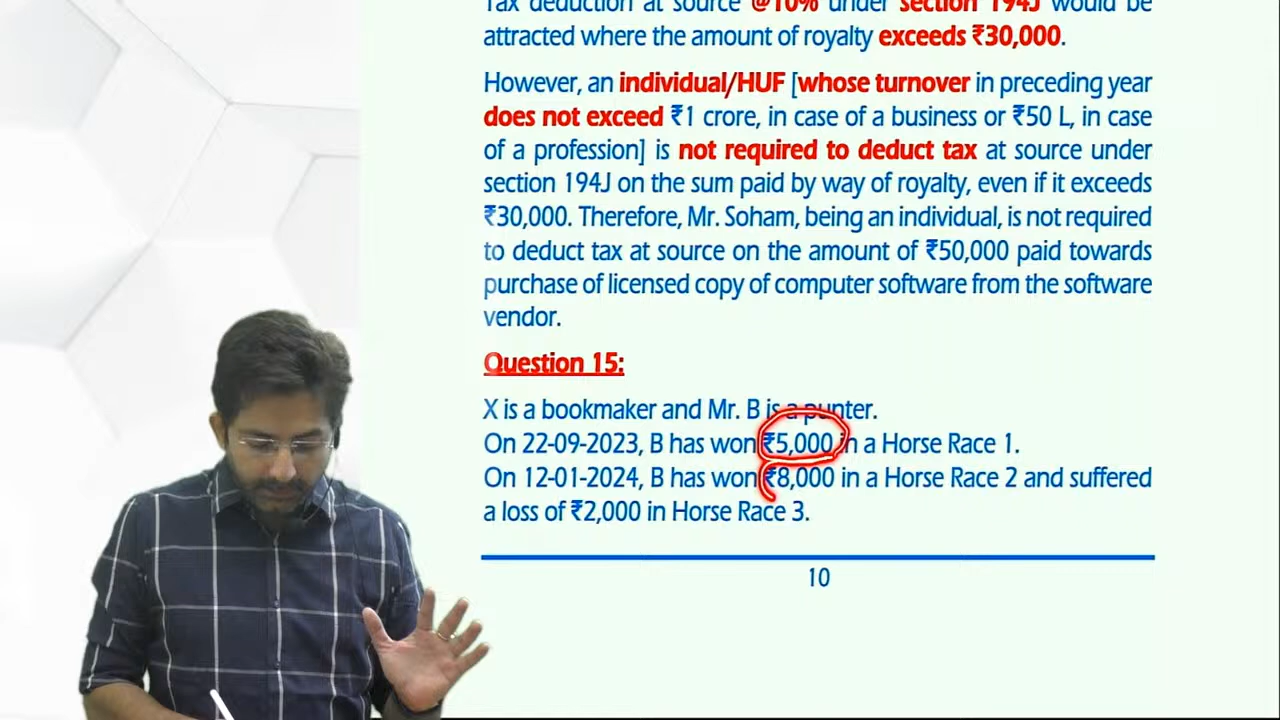 Tax deduction at source @10% under section 194J would be
attracted where the amount of royalty exceeds ₹30,000.
However, an individual/HUF [whose turnover in preceding year
does not exceed ₹1 crore, in case of a business or ₹50 L, in case
of a profession] is not required to deduct tax at source under
section 194J on the sum paid by way of royalty, even if it exceeds
₹30,000. Therefore, Mr. Soham, being an individual, is not required
to deduct tax at source on the amount of ₹50,000 paid towards
purchase of licensed copy of computer software from the software
vendor.
Question 15:
X is a bookmaker and Mr. B is a punter.
On 22-09-2023, B has won ₹5,000 in a Horse Race 1.
On 12-01-2024, B has won ₹8,000 in a Horse Race 2 and suffered
a loss of ₹2,000 in Horse Race 3.
10